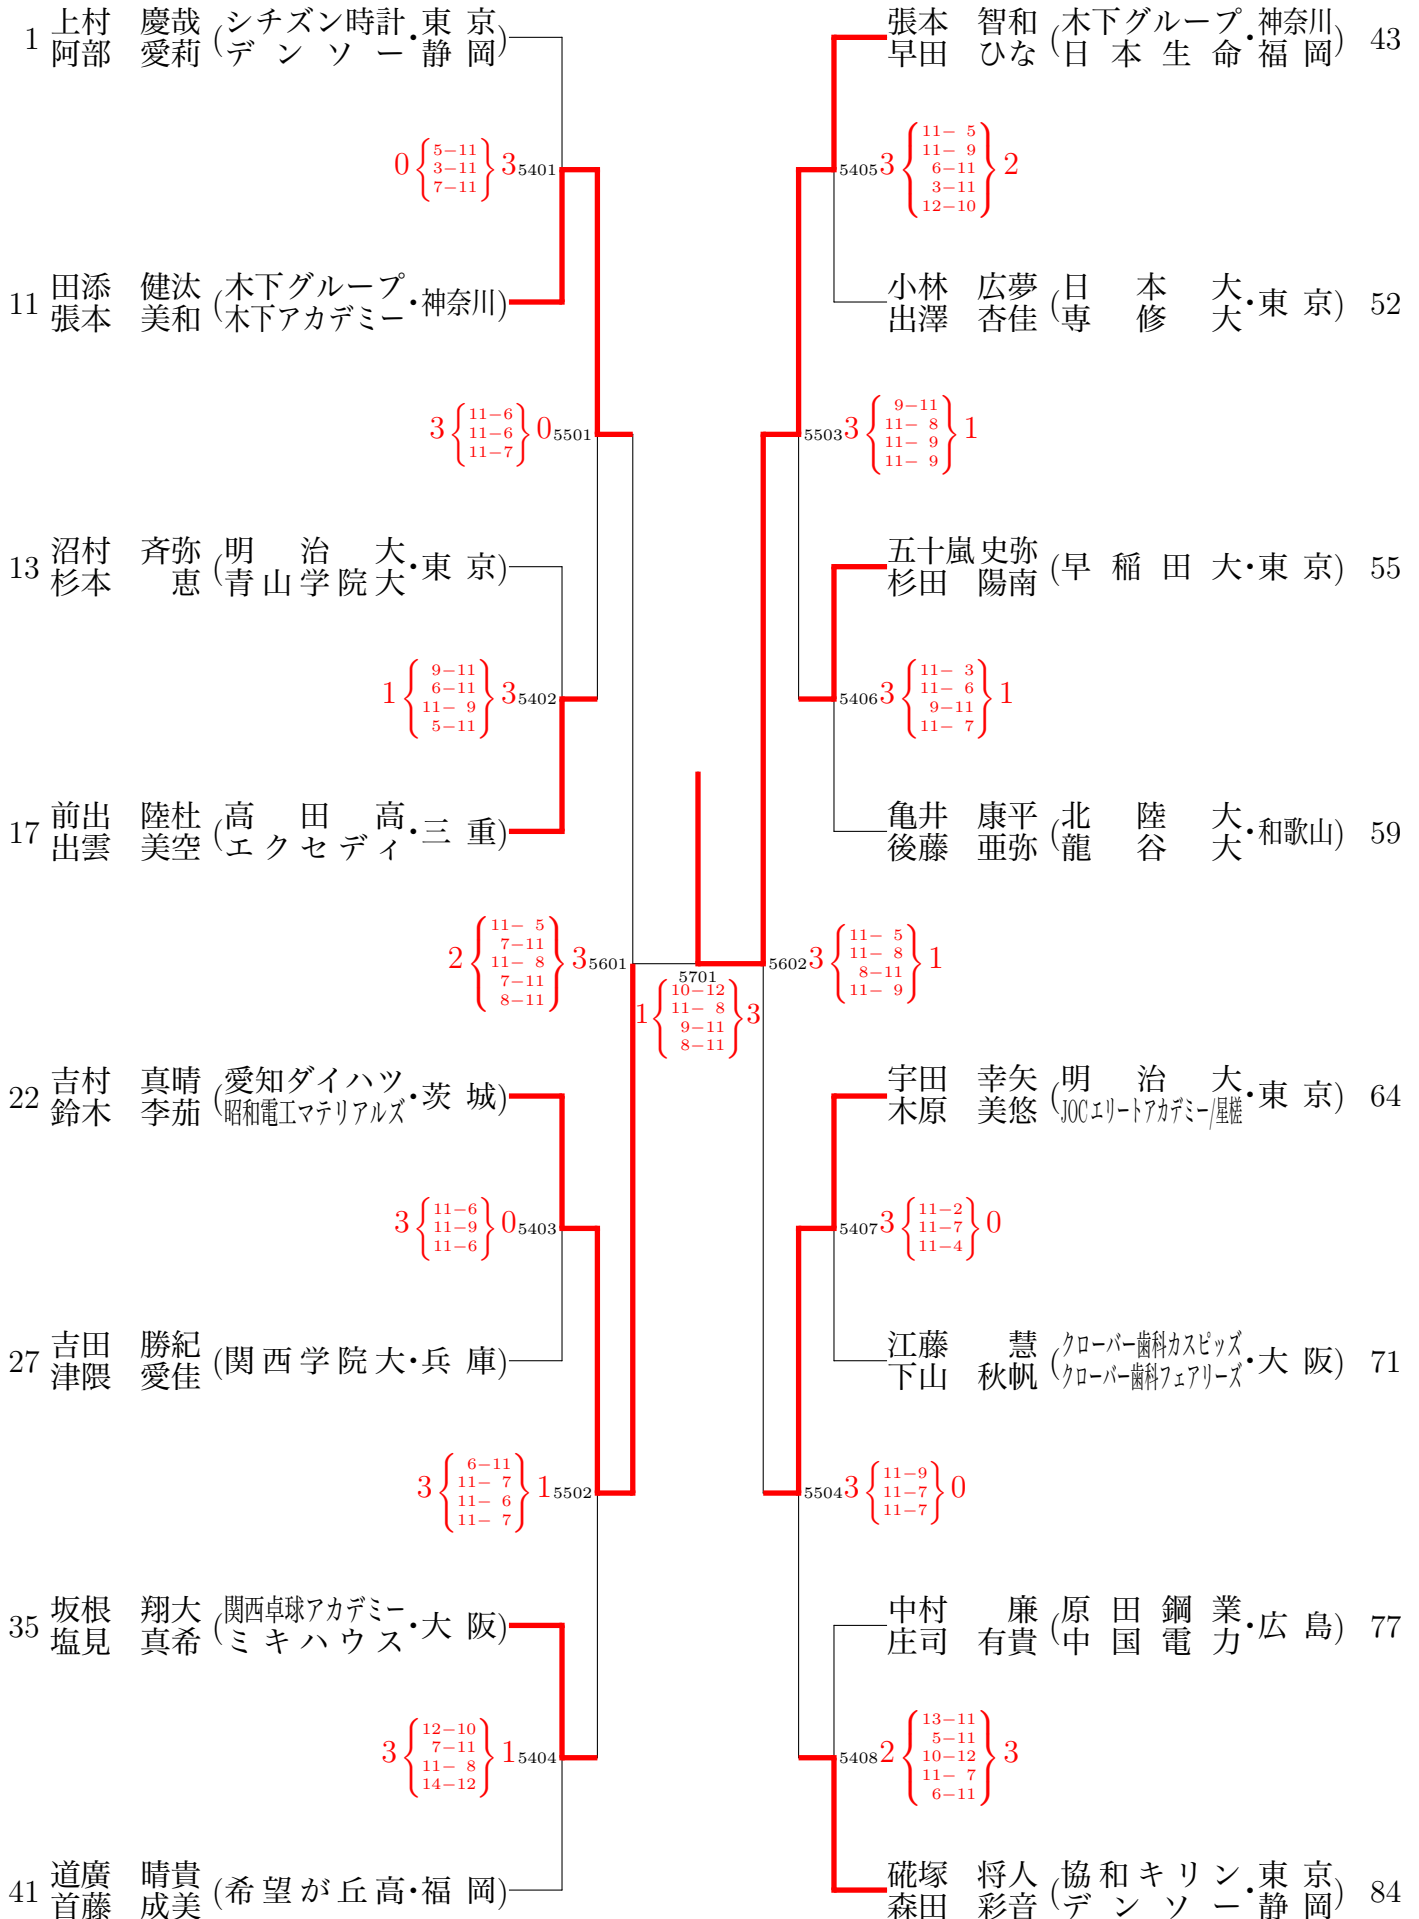 1 上村 慶哉 (シチズン時計・東京)
阿部 愛莉 (デンソー・静岡)
0 {5-11 3-11 7-11} 3 5401
11 田添 健汰 (木下グループ・神奈川)
張本 美和 (木下アカデミー
3 {11-6 11-6 11-7} 0 5501
13 沼村 斉弥 (明治大・東京)
杉本 恵 (青山学院大
1 {9-11 6-11 11-9 5-11} 3 5402
17 前出 陸杜 (高田高・三重)
出雲 美空 (エクセディ
2 {11-5 7-11 11-8 7-11 8-11} 3 5601
22 吉村 真晴 (愛知ダイハツ・茨城)
鈴木 李茄 (昭和電工マテリアルズ
3 {11-6 11-9 11-6} 0 5403
27 吉田 勝紀 (関西学院大・兵庫)
津隈 愛佳
3 {6-11 11-7 11-6 11-7} 1 5502
35 坂根 翔大 (関西卓球アカデミー・大阪)
塩見 真希 (ミキハウス
3 {12-10 7-11 11-8 14-12} 1 5404
41 道廣 晴貴 (希望が丘高・福岡)
首藤 成美
5701
1 {10-12 11-8 9-11 8-11} 3
張本 智和 (木下グループ・神奈川) 43
早田 ひな (日本生命・福岡)
5405 3 {11-5 11-9 6-11 3-11 12-10} 2
小林 広夢 (日本大・東京) 52
出澤 杏佳 (専修大
5503 3 {9-11 11-8 11-9 11-9} 1
五十嵐 史弥 (早稲田大・東京) 55
杉田 陽南
5406 3 {11-3 11-6 9-11 11-7} 1
亀井 康平 (北陸大・和歌山) 59
後藤 亜弥 (龍谷大
5602 3 {11-5 11-8 8-11 11-9} 1
宇田 幸矢 (明治大・東京) 64
木原 美悠 (JOCエリートアカデミー/星槎
5407 3 {11-2 11-7 11-4} 0
江藤 慧 (クローバー歯科カスピッズ・大阪) 71
下山 秋帆 (クローバー歯科フェアリーズ
5504 3 {11-9 11-7 11-7} 0
中村 廉 (原田鋼業・広島) 77
庄司 有貴 (中国電力
5408 2 {13-11 5-11 10-12 11-7 6-11} 3
硴塚 将人 (協和キリン・東京) 84
森田 彩音 (デンソー・静岡)